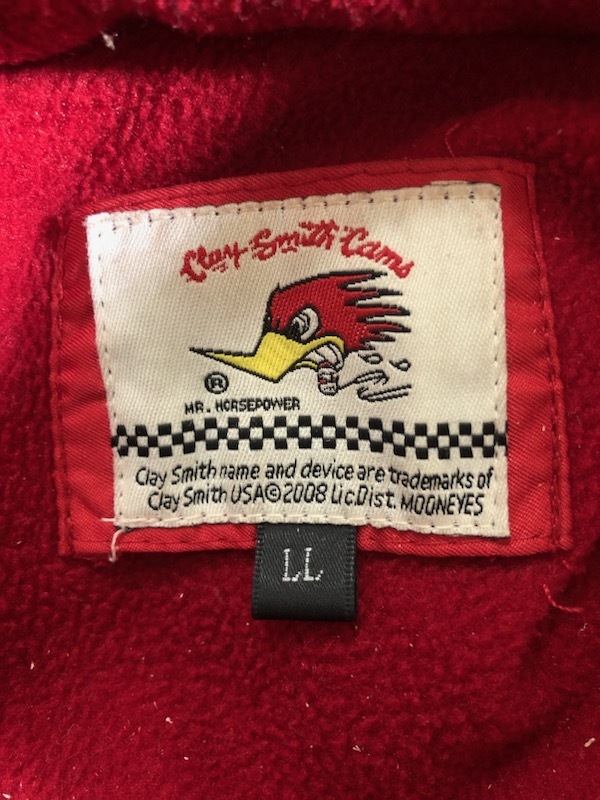 Clay Smith Cams
®
MR. HORSEPOWER
Clay Smith name and device are trademarks of
Clay Smith USA©2008 Lic.Dist. MOONEYES
LL